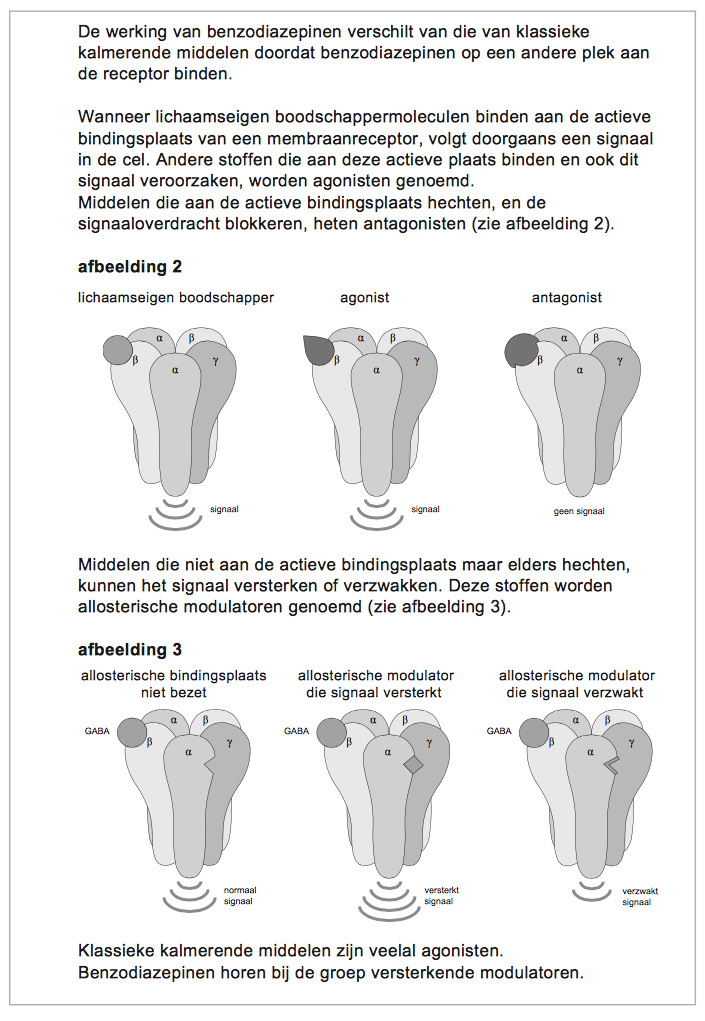 De werking van benzodiazepinen verschilt van die van klassieke
kalmerende middelen doordat benzodiazepinen op een andere plek aan
de receptor binden.
Wanneer lichaamseigen boodschappermoleculen binden aan de actieve
bindingsplaats van een membraanreceptor, volgt doorgaans een signaal
in de cel. Andere stoffen die aan deze actieve plaats binden en ook dit
signaal veroorzaken, worden agonisten genoemd.
Middelen die aan de actieve bindingsplaats hechten, en de
signaaloverdracht blokkeren, heten antagonisten (zie afbeelding 2).
afbeelding 2
lichaamseigen boodschapper agonist antagonist
α β α β α β
β α γ β α γ β α γ
signaal signaal geen signaal
Middelen die niet aan de actieve bindingsplaats maar elders hechten,
kunnen het signaal versterken of verzwakken. Deze stoffen worden
allosterische modulatoren genoemd (zie afbeelding 3).
afbeelding 3
allosterische bindingsplaats allosterische modulator allosterische modulator
niet bezet die signaal versterkt die signaal verzwakt
α β α β α β
GABA GABA GABA
β α γ β α γ β α γ
normaal versterkt verzwakt
signaal signaal signaal
Klassieke kalmerende middelen zijn veelal agonisten.
Benzodiazepinen horen bij de groep versterkende modulatoren.